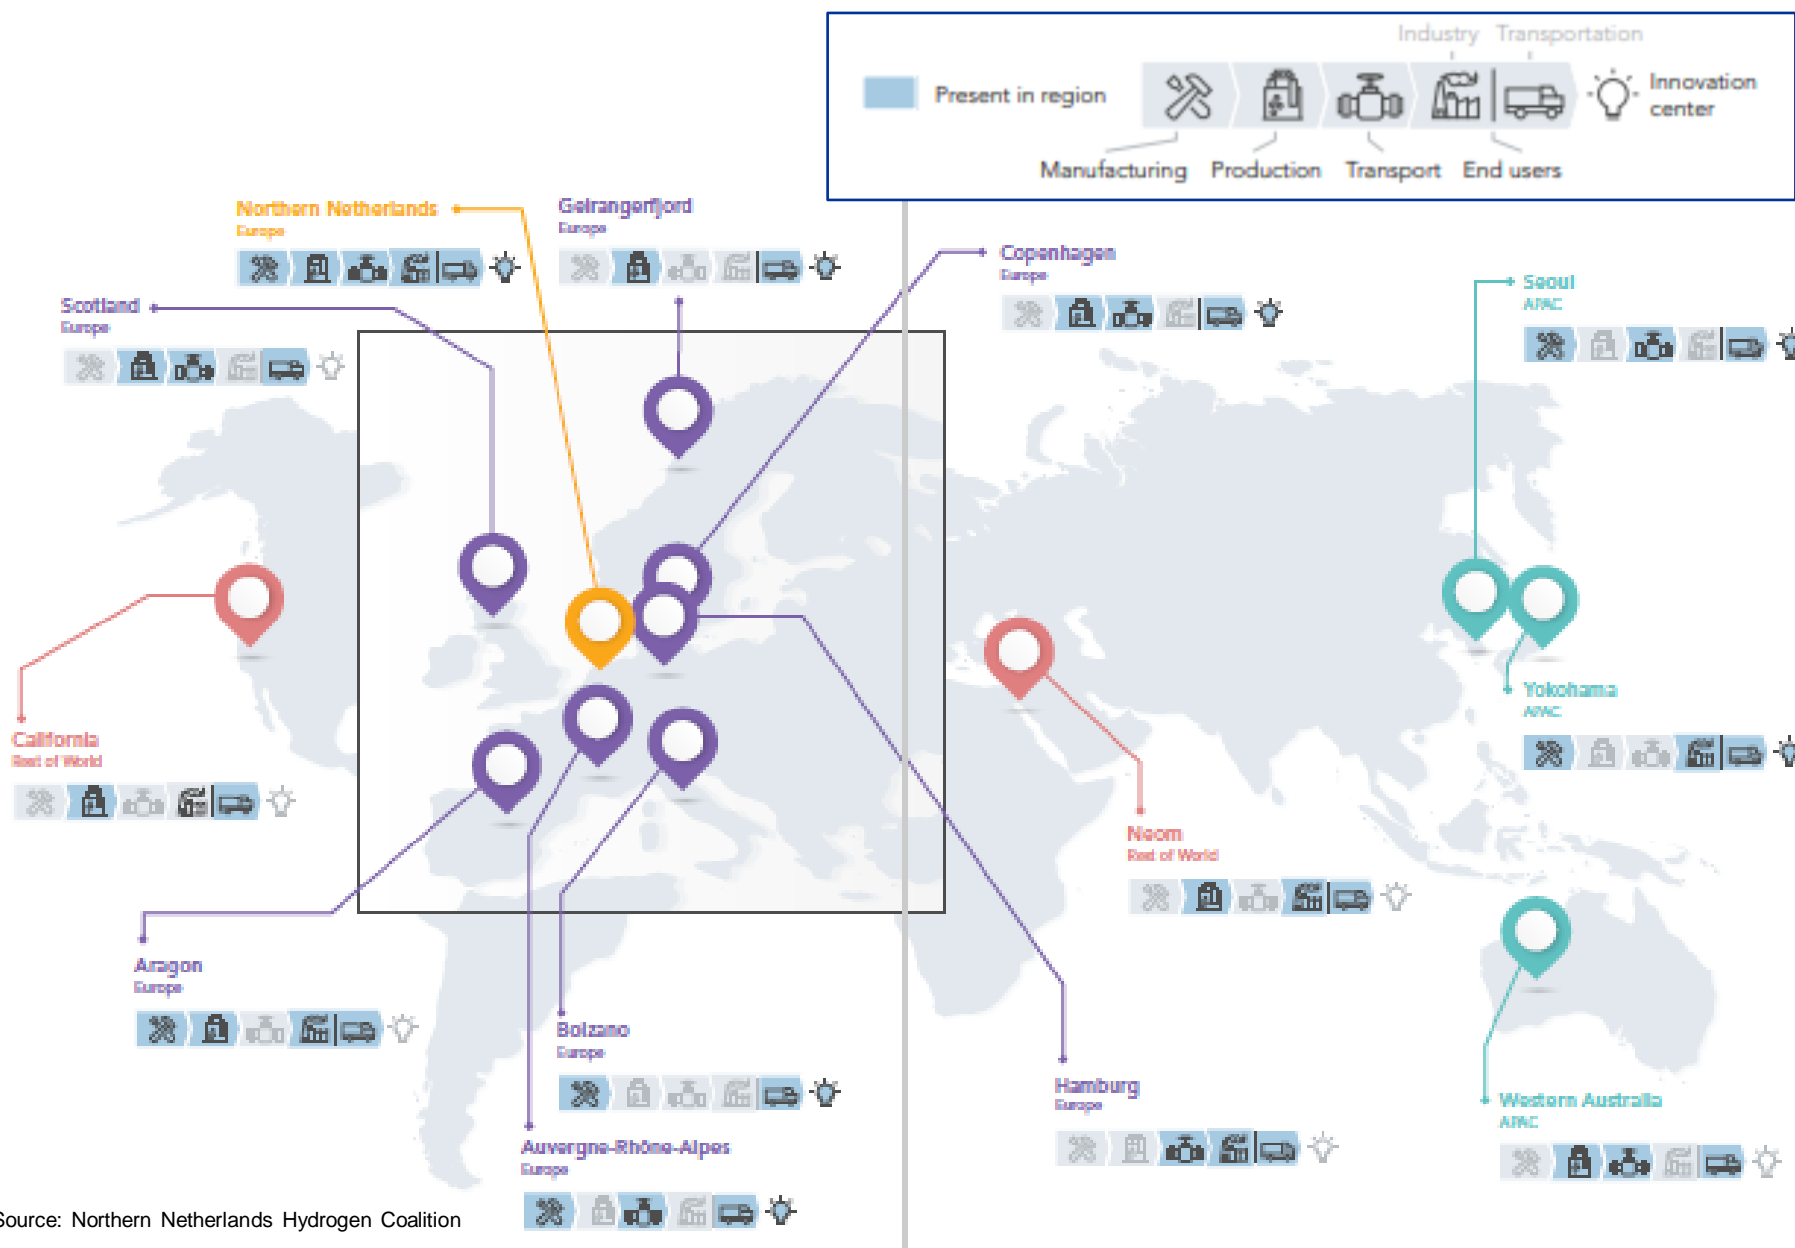 Industry Transportation
Present in region
Innovation
center
Manufacturing Production Transport End users
Northern Netherlands
Europe
Geirangerfjord
Europe
Copenhagen
Europe
Seoul
APAC
Scotland
Europe
California
Rest of World
Yokohama
APAC
Neom
Rest of World
Aragon
Europe
Bolzano
Europe
Hamburg
Europe
Western Australia
APAC
Auvergne-Rhône-Alpes
Europe
Source: Northern Netherlands Hydrogen Coalition